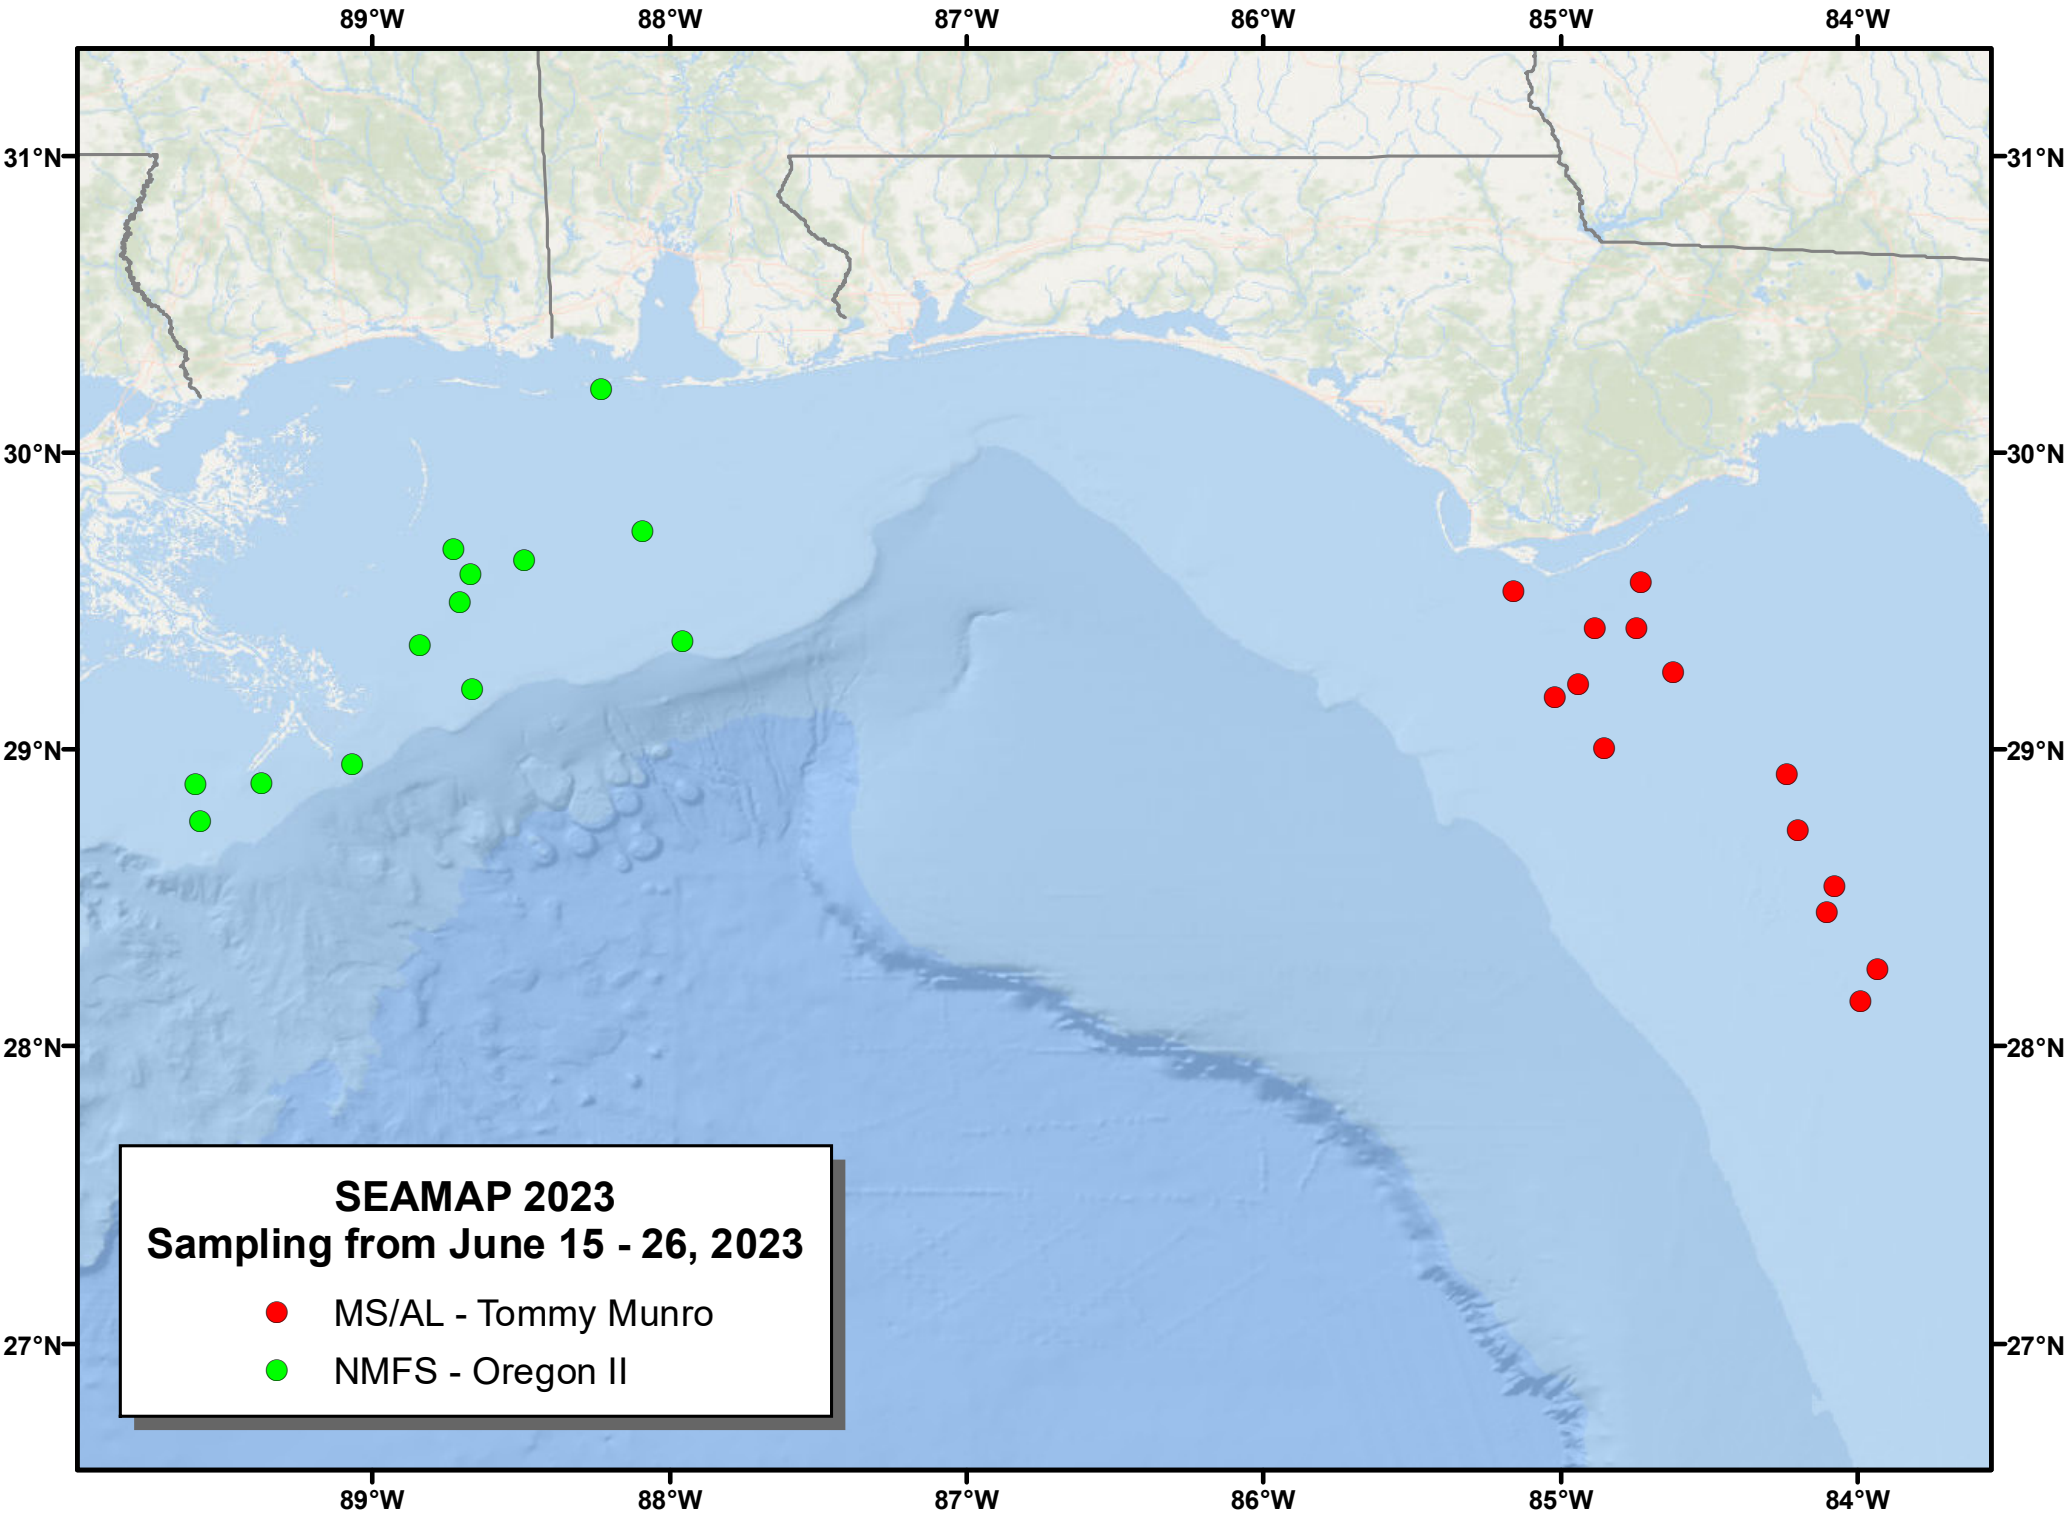 89°W 88°W 87°W 86°W 85°W 84°W
31°N 31°N
30°N 30°N
29°N 29°N
28°N 28°N
27°N 27°N
SEAMAP 2023
Sampling from June 15 - 26, 2023
MS/AL - Tommy Munro
NMFS - Oregon II
89°W 88°W 87°W 86°W 85°W 84°W